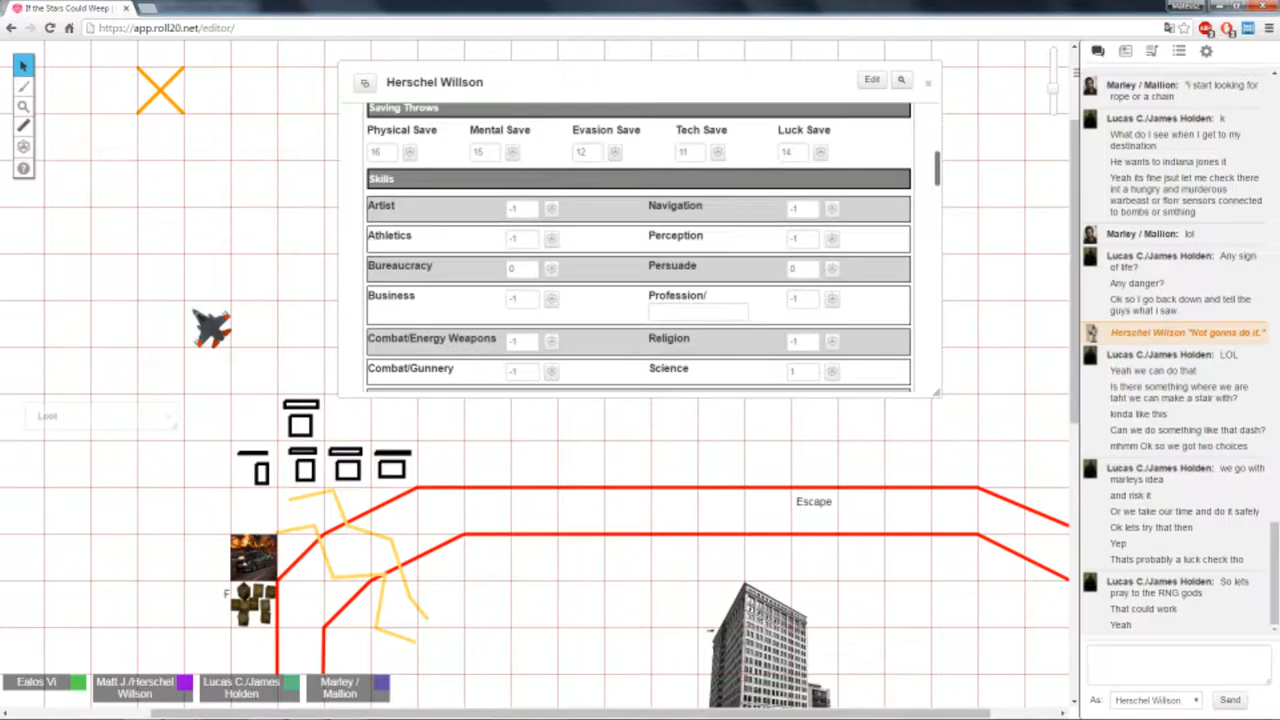 If the Stars Could Weep |
Mateusz
https://app.roll20.net/editor/
Herschel Willson
Edit
Saving Throws
Physical Save Mental Save Evasion Save Tech Save Luck Save
16 15 12 11 14
Skills
Artist -1 Navigation -1
Athletics -1 Perception -1
Bureaucracy 0 Persuade 0
Business -1 Profession/ -1
Combat/Energy Weapons -1 Religion -1
Combat/Gunnery -1 Science 1
Loot
Escape
F
Ealos Vi
Matt J./Herschel
Willson
Lucas C./James
Holden
Marley /
Mallion
Marley / Mallion: "i start looking for
rope or a chain
Lucas C./James Holden: k
What do I see when I get to my
destination
He wants to indiana jones it
Yeah its fine jsut let me check there
int a hungry and murderous
warbeast or florr sensors connected
to bombs or smthing
Marley / Mallion: lol
Lucas C./James Holden: Any sign
of life?
Any danger?
Ok so I go back down and tell the
guys what i saw
Herschel Willson "Not gonna do it."
Lucas C./James Holden: LOL
Yeah we can do that
Is there something where we are
taht we can make a stair with?
kinda like this
Can we do something like that dash?
mhmm Ok so we got two choices
Lucas C./James Holden: we go with
marleys idea
and risk it
Or we take our time and do it safely
Ok lets try that then
Yep
Thats probably a luck check tho
Lucas C./James Holden: So lets
pray to the RNG gods
That could work
Yeah
As: Herschel Willson Send